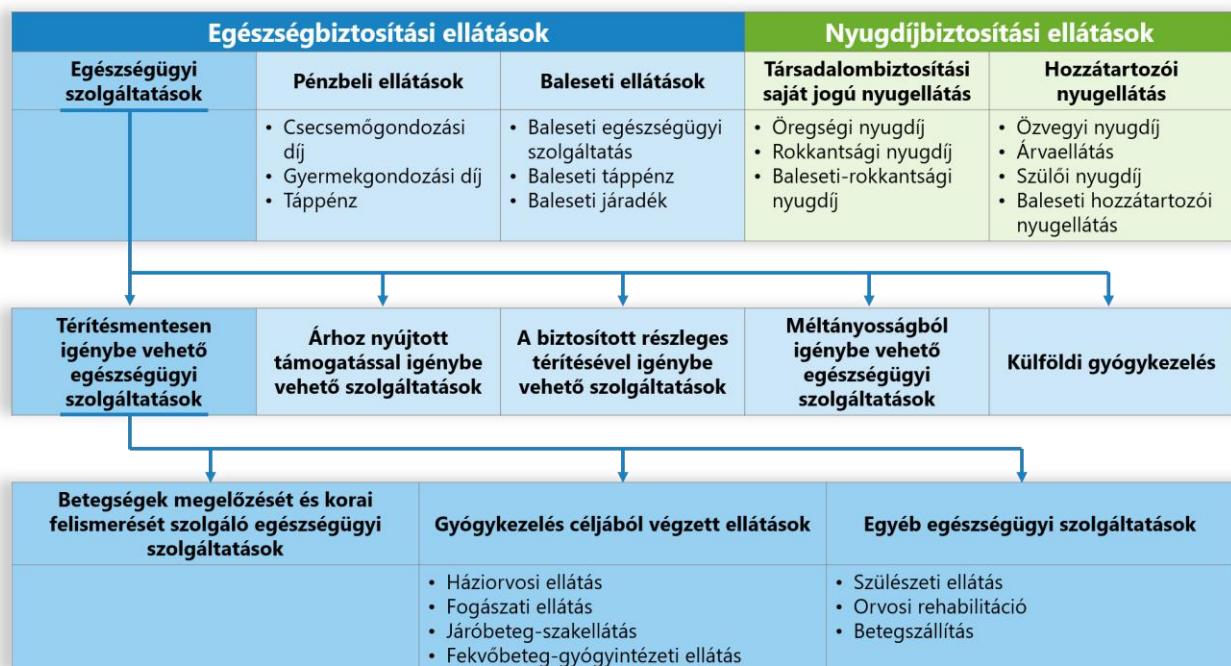 Egészségbiztosítási ellátások
Nyugdíjbiztosítási ellátások
Egészségügyi
szolgáltatások
Pénzbeli ellátások
Baleseti ellátások
Társadalombiztosítási
saját jogú nyugellátás
Hozzátartozói
nyugellátás
• Csecsemőgondozási
díj
• Gyermekgondozási díj
• Táppénz
• Baleseti egészségügyi
szolgáltatás
• Baleseti táppénz
• Baleseti járadék
• Öregségi nyugdíj
• Rokkantsági nyugdíj
• Baleseti-rokkantsági
nyugdíj
• Özvegyi nyugdíj
• Árvaellátás
• Szülői nyugdíj
• Baleseti hozzátartozói
nyugellátás
Térítésmentesen
igénybe vehető
egészségügyi
szolgáltatások
Árhoz nyújtott
támogatással igénybe
vehető szolgáltatások
A biztosított részleges
térítésével igénybe
vehető szolgáltatások
Méltányosságból
igénybe vehető
egészségügyi
szolgáltatások
Külföldi gyógykezelés
Betegségek megelőzését és korai
felismerését szolgáló egészségügyi
szolgáltatások
Gyógykezelés céljából végzett ellátások
Egyéb egészségügyi szolgáltatások
• Háziorvosi ellátás
• Fogászati ellátás
• Járóbeteg-szakellátás
• Fekvőbeteg-gyógyintézeti ellátás
• Szülészeti ellátás
• Orvosi rehabilitáció
• Betegszállítás